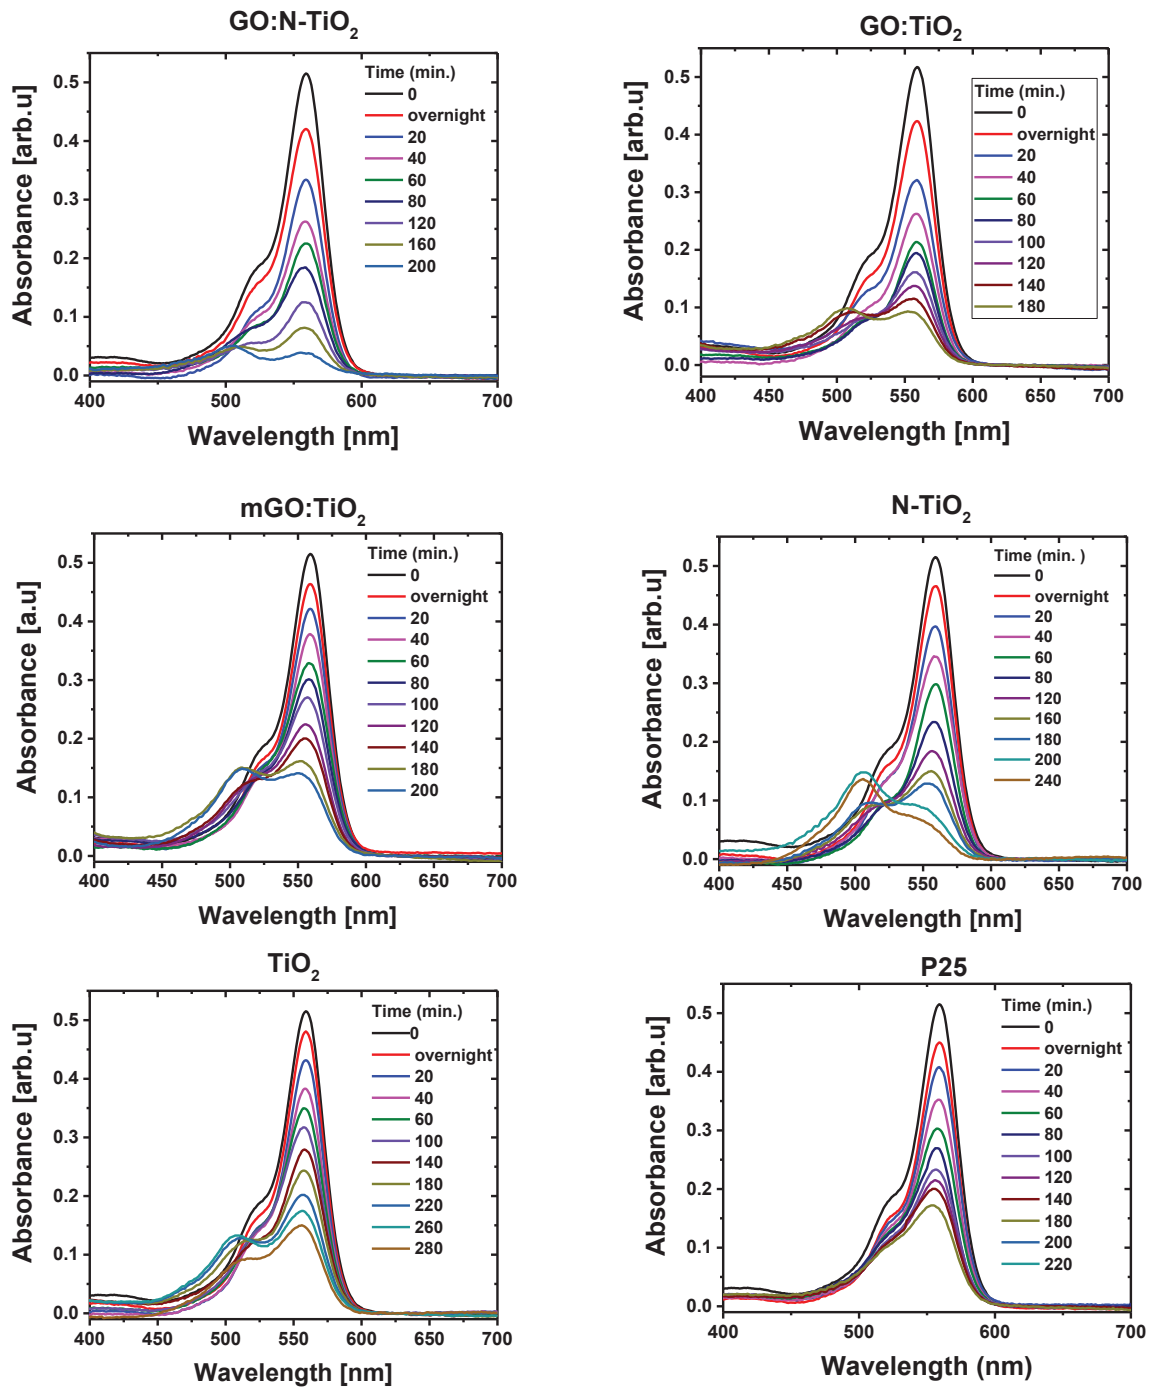 GO:N-TiO2
Absorbance [arb.u]
0.5
0.4
0.3
0.2
0.1
0.0
Time (min.)
0
overnight
20
40
60
80
120
160
200
400 450 500 550 600 700
Wavelength [nm]
GO:TiO2
Absorbance [arb.u]
0.5
0.4
0.3
0.2
0.1
0.0
Time (min.)
0
overnight
20
40
60
80
100
120
140
180
400 450 500 550 600 700
Wavelength [nm]
mGO:TiO2
Absorbance [a.u]
0.5
0.4
0.3
0.2
0.1
0.0
Time (min.)
0
overnight
20
40
60
80
100
120
140
180
200
400 450 500 550 600 700
Wavelength [nm]
N-TiO2
Absorbance [arb.u]
0.5
0.4
0.3
0.2
0.1
0.0
Time (min. )
0
overnight
20
40
60
80
120
160
180
200
240
400 450 500 550 600 700
Wavelength [nm]
TiO2
Absorbance [arb.u]
0.5
0.4
0.3
0.2
0.1
0.0
Time (min.)
0
overnight
20
40
60
100
140
180
220
260
280
400 450 500 550 600 700
Wavelength [nm]
P25
Absorbance [arb.u]
0.5
0.4
0.3
0.2
0.1
0.0
Time (min.)
0
overnight
20
40
60
80
100
120
140
180
200
220
400 500 600 700
Wavelength (nm)